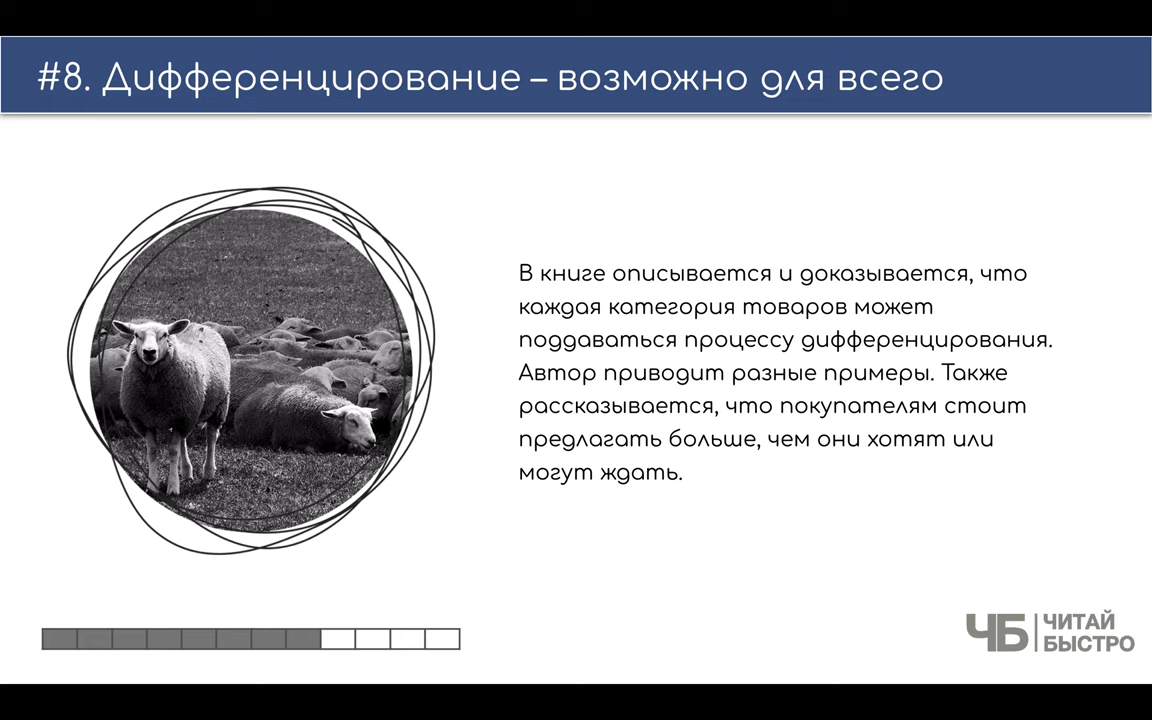 #8. Дифференцирование – возможно для всего
В книге описывается и доказывается, что
каждая категория товаров может
поддаваться процессу дифференцирования.
Автор приводит разные примеры. Также
рассказывается, что покупателям стоит
предлагать больше, чем они хотят или
могут ждать.
ЧБ ЧИТАЙ
БЫСТРО